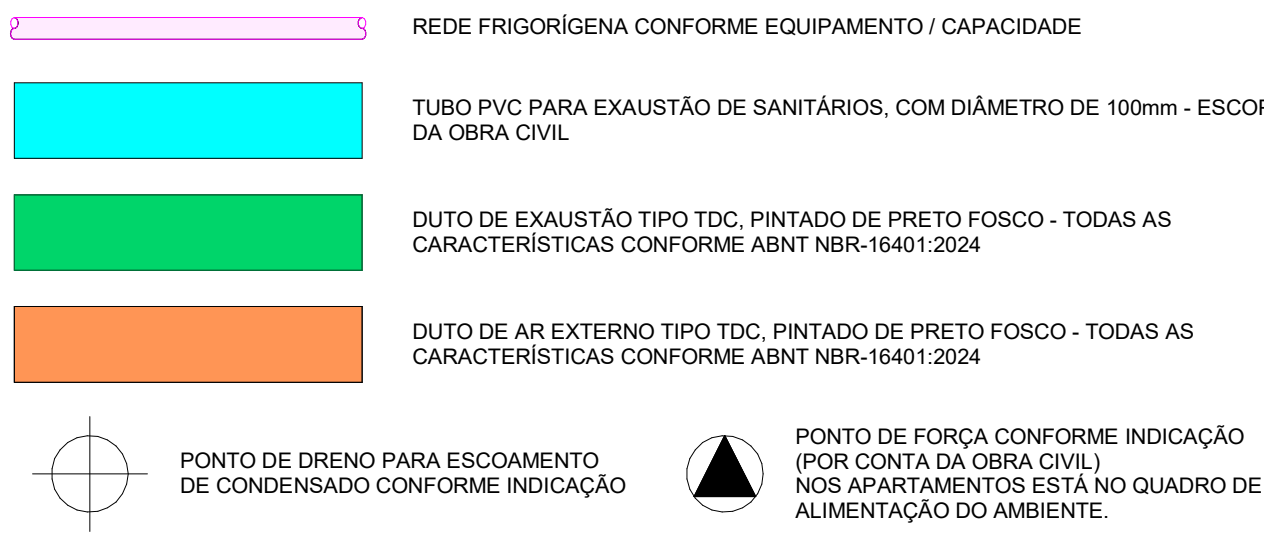 REDE FRIGORÍGENA CONFORME EQUIPAMENTO / CAPACIDADE
TUBO PVC PARA EXAUSTÃO DE SANITÁRIOS, COM DIÂMETRO DE 100mm -
DA OBRA CIVIL
DUTO DE EXAUSTÃO TIPO TDC, PINTADO DE PRETO FOSCO - TODAS AS
CARACTERÍSTICAS CONFORME ABNT NBR-16401:2024
DUTO DE AR EXTERNO TIPO TDC, PINTADO DE PRETO FOSCO - TODAS AS
CARACTERÍSTICAS CONFORME ABNT NBR-16401:2024
PONTO DE DRENO PARA ESCOAMENTO
DE CONDENSADO CONFORME INDICAÇÃO
PONTO DE FORÇA CONFORME INDICAÇÃO
(POR CONTA DA OBRA CIVIL)
NOS APARTAMENTOS ESTÁ NO QUADRO DE
ALIMENTAÇÃO DO AMBIENTE.